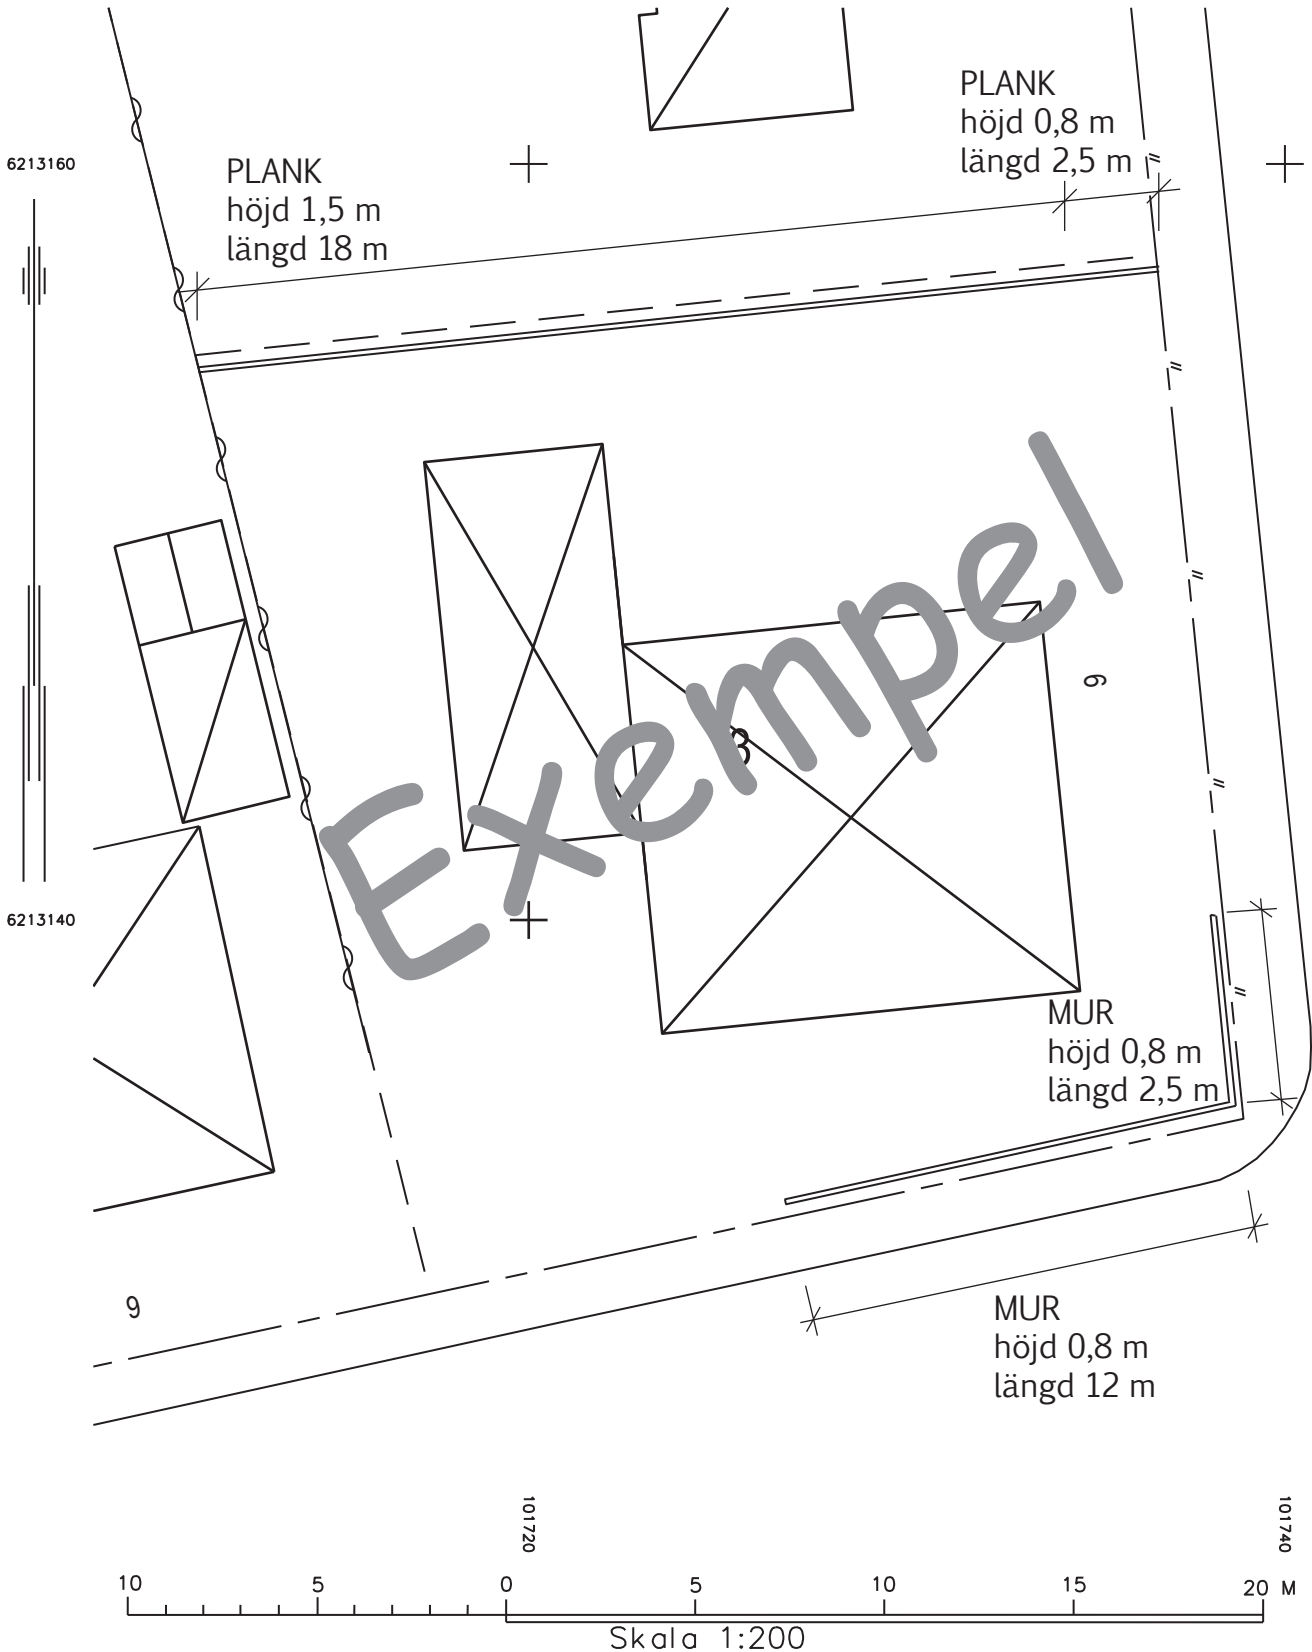 PLANK
höjd 0,8 m
längd 2,5 m
6213160
PLANK
höjd 1,5 m
längd 18 m
Exempel
6
8
6213140
MUR
höjd 0,8 m
längd 2,5 m
9
MUR
höjd 0,8 m
längd 12 m
101720
101740
10 5 0 5 10 15 20 M
Skala 1:200